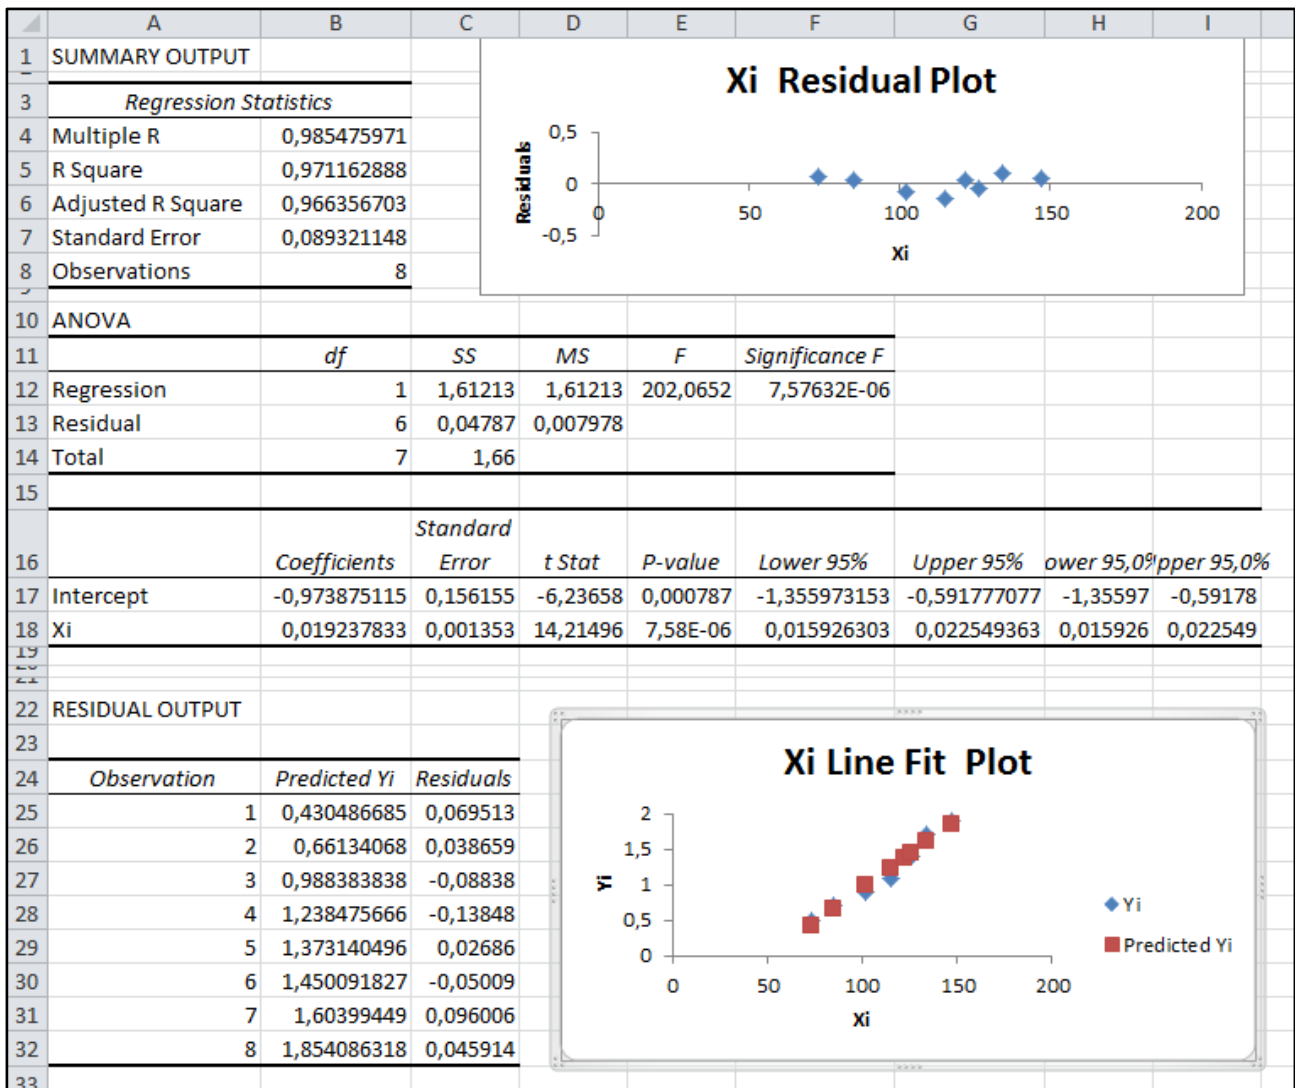 A B C D E F G H I
1 SUMMARY OUTPUT
Xi Residual Plot
3 Regression Statistics
4 Multiple R 0,985475971
5 R Square 0,971162888
6 Adjusted R Square 0,966356703
7 Standard Error 0,089321148
8 Observations 8
0,5
0
-0,5
Residuals
0 50 100 150 200
Xi
10 ANOVA
11 df SS MS F Significance F
12 Regression 1 1,61213 1,61213 202,0652 7,57632E-06
13 Residual 6 0,04787 0,007978
14 Total 7 1,66
15
Standard
16 Coefficients Error t Stat P-value Lower 95% Upper 95% ower 95,0% pper 95,0%
17 Intercept -0,973875115 0,156155 -6,23658 0,000787 -1,355973153 -0,591777077 -1,35597 -0,59178
18 Xi 0,019237833 0,001353 14,21496 7,58E-06 0,015926303 0,022549363 0,015926 0,022549
22 RESIDUAL OUTPUT
23
24 Observation Predicted Yi Residuals
25 1 0,430486685 0,069513
26 2 0,66134068 0,038659
27 3 0,988383838 -0,08838
28 4 1,238475666 -0,13848
29 5 1,373140496 0,02686
30 6 1,450091827 -0,05009
31 7 1,60399449 0,096006
32 8 1,854086318 0,045914
Xi Line Fit Plot
2
1,5
1
0,5
0
Yi
0 50 100 150 200
Xi
Yi
Predicted Yi